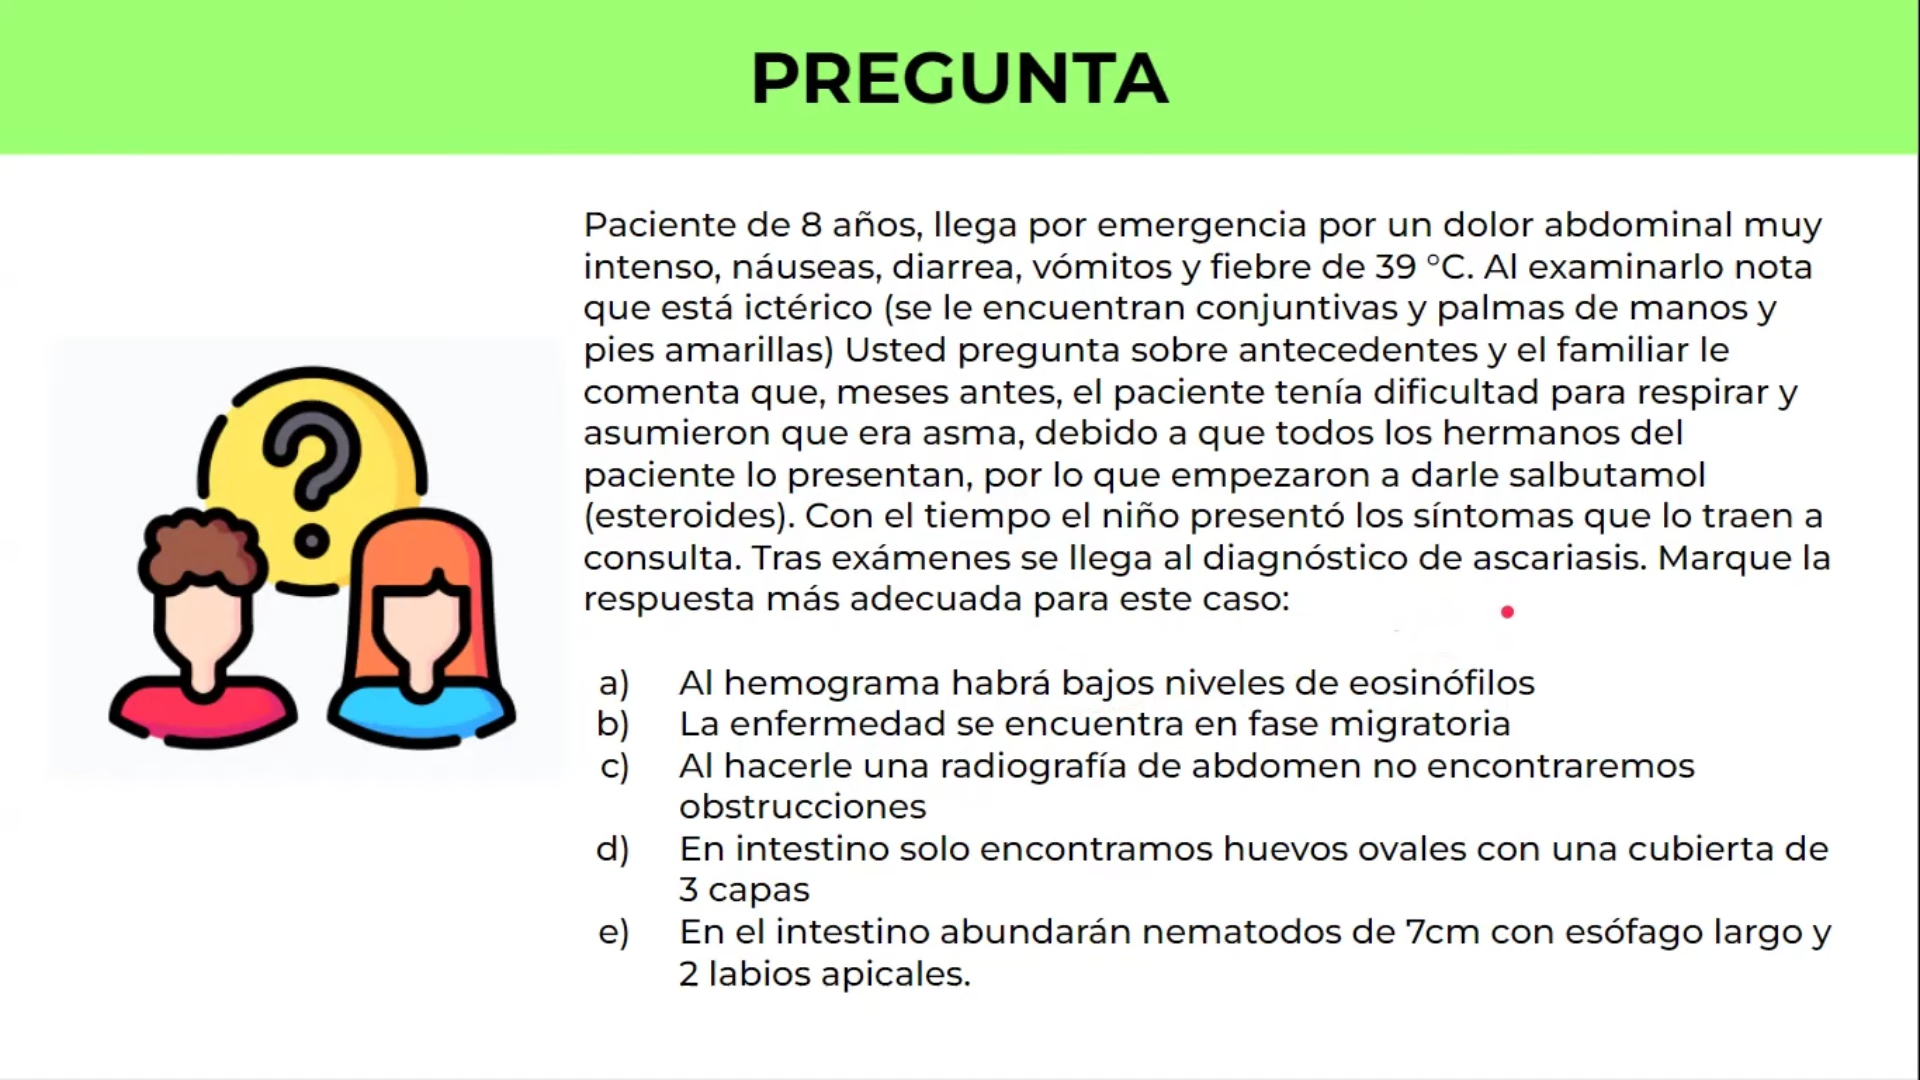 PREGUNTA
Paciente de 8 años, llega por emergencia por un dolor abdominal muy
intenso, náuseas, diarrea, vómitos y fiebre de 39 °C. Al examinarlo nota
que está ictérico (se le encuentran conjuntivas y palmas de manos y
pies amarillas) Usted pregunta sobre antecedentes y el familiar le
comenta que, meses antes, el paciente tenía dificultad para respirar y
asumieron que era asma, debido a que todos los hermanos del
paciente lo presentan, por lo que empezaron a darle salbutamol
(esteroides). Con el tiempo el niño presentó los síntomas que lo traen a
consulta. Tras exámenes se llega al diagnóstico de ascariasis. Marque la
respuesta más adecuada para este caso:
a) Al hemograma habrá bajos niveles de eosinófilos
b) La enfermedad se encuentra en fase migratoria
c) Al hacerle una radiografía de abdomen no encontraremos
obstrucciones
d) En intestino solo encontramos huevos ovales con una cubierta de
3 capas
e) En el intestino abundarán nematodos de 7cm con esófago largo y
2 labios apicales.